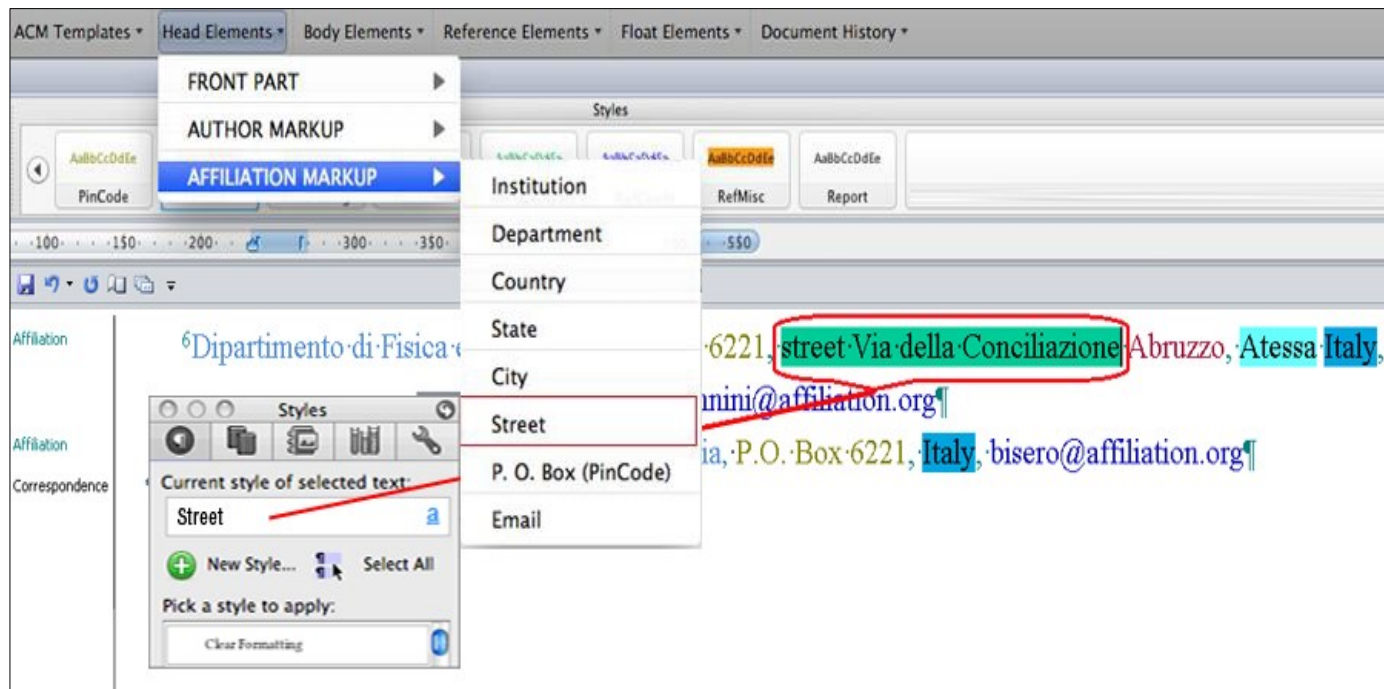 ACM Templates Head Elements Body Elements Reference Elements Float Elements Document History
FRONT PART
AUTHOR MARKUP
AFFILIATION MARKUP
Styles
AaBbCcDdEe AaBbCcDdEe AaBbCcDdEe
PinCode RefMisc Report
Institution
Department
Country
State
City
Street
P. O. Box (PinCode)
Email
100 150 200 300 350 550
Affiliation
6Dipartimento·di·Fisica 6221, street·Via·della·Conciliazione Abruzzo,·Atessa Italy,
nini@affiliation.org¶
Affiliation
ia,·P.O.·Box·6221,·Italy,·bisero@affiliation.org¶
Correspondence
Styles
Current style of selected text:
Street a
New Style... Select All
Pick a style to apply:
Clear Formatting